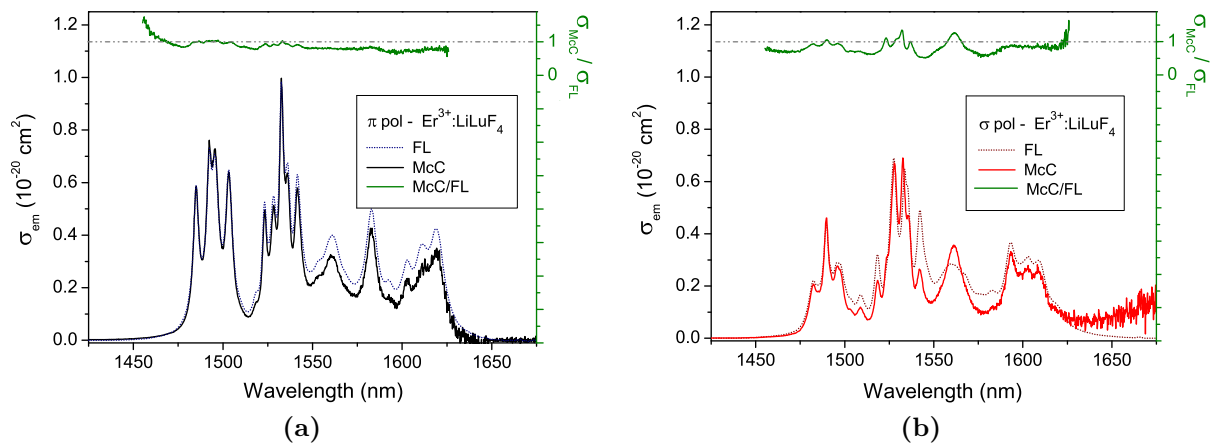 1.2
1.0
0.8
0.6
0.4
0.2
0.0
σem (10-20 cm2)
1450 1500 1550 1600 1650
Wavelength (nm)
1
0
σMcC / σFL
π pol - Er3+:LiLuF4
FL
McC
McC/FL
(a)
1.2
1.0
0.8
0.6
0.4
0.2
0.0
σem (10-20 cm2)
1450 1500 1550 1600 1650
Wavelength (nm)
1
0
σMcC / σFL
σ pol - Er3+:LiLuF4
FL
McC
McC/FL
(b)